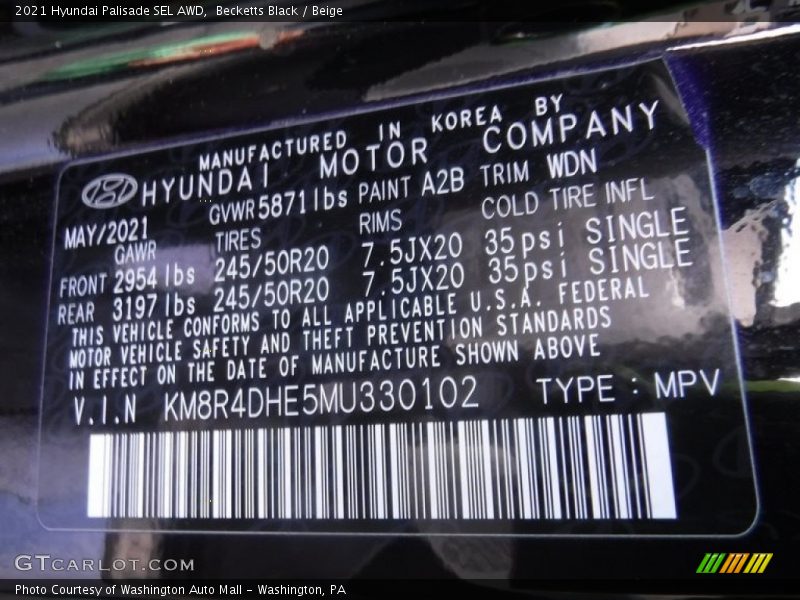 2021 Hyundai Palisade SEL AWD,  Becketts Black / Beige
MANUFACTURED IN KOREA BY
HYUNDAI MOTOR COMPANY
MAY/2021 GVWR 5871lbs PAINT A2B TRIM WDN
GAWR TIRES RIMS COLD TIRE INFL
FRONT 2954 lbs 245/50R20 7.5JX20 35psi SINGLE
REAR 3197 lbs 245/50R20 7.5JX20 35psi SINGLE
THIS VEHICLE CONFORMS TO ALL APPLICABLE U.S.A. FEDERAL
MOTOR VEHICLE SAFETY AND THEFT PREVENTION STANDARDS
IN EFFECT ON THE DATE OF MANUFACTURE SHOWN ABOVE
V.I.N KM8R4DHE5MU330102 TYPE : MPV
GTCARLOT.COM
Photo Courtesy of Washington Auto Mall - Washington, PA